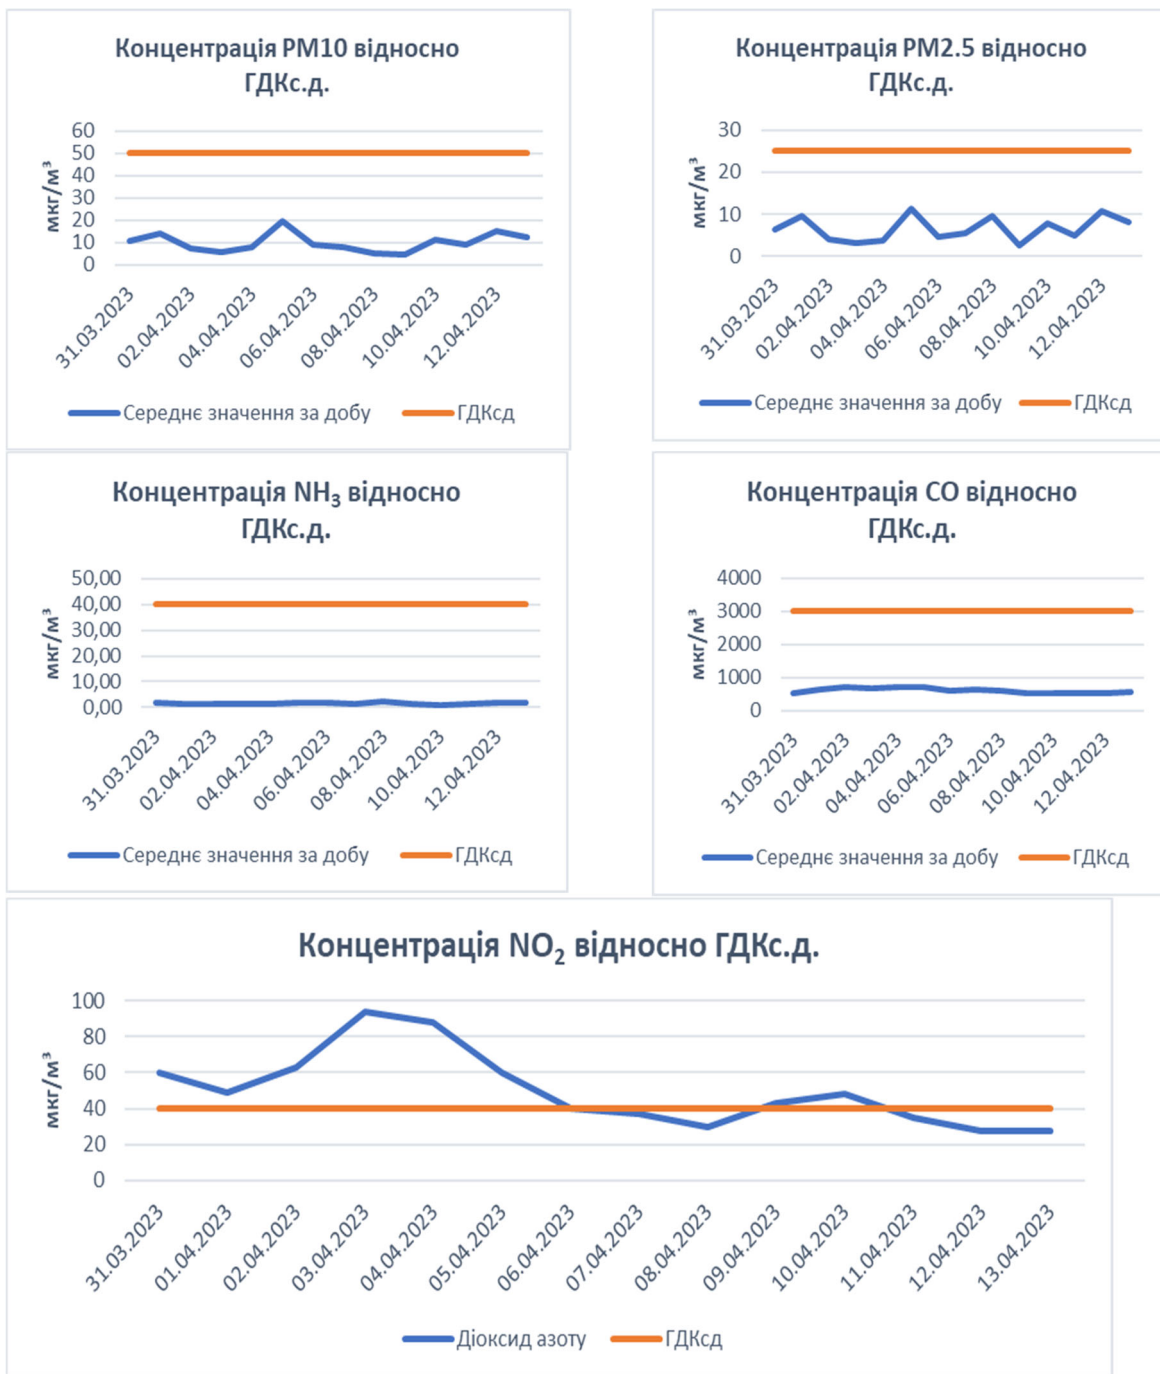 Концентрація PM10 відносно
ГДКс.д.
мкг/м³
60
50
40
30
20
10
0
31.03.2023
02.04.2023
04.04.2023
06.04.2023
08.04.2023
10.04.2023
12.04.2023
Середнє значення за добу
ГДКсд
Концентрація PM2.5 відносно
ГДКс.д.
мкг/м³
30
20
10
0
31.03.2023
02.04.2023
04.04.2023
06.04.2023
08.04.2023
10.04.2023
12.04.2023
Середнє значення за добу
ГДКсд
Концентрація NH₃ відносно
ГДКс.д.
мкг/м³
50,00
40,00
30,00
20,00
10,00
0,00
31.03.2023
02.04.2023
04.04.2023
06.04.2023
08.04.2023
10.04.2023
12.04.2023
Середнє значення за добу
ГДКсд
Концентрація CO відносно
ГДКс.д.
мкг/м³
4000
3000
2000
1000
0
31.03.2023
02.04.2023
04.04.2023
06.04.2023
08.04.2023
10.04.2023
12.04.2023
Середнє значення за добу
ГДКсд
Концентрація NO₂ відносно ГДКс.д.
мкг/м³
100
80
60
40
20
0
31.03.2023
01.04.2023
02.04.2023
03.04.2023
04.04.2023
05.04.2023
06.04.2023
07.04.2023
08.04.2023
09.04.2023
10.04.2023
11.04.2023
12.04.2023
13.04.2023
Діоксид азоту
ГДКсд